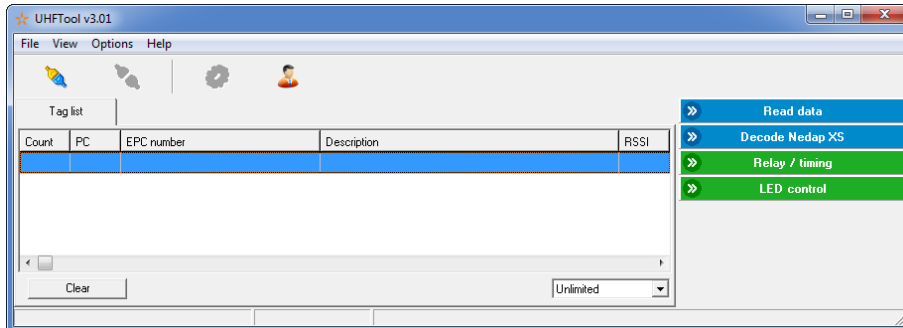 UHFTool v3.01
File View Options Help
Tag list
Count PC EPC number Description RSSI
Clear
Unlimited
Read data
Decode Nedap XS
Relay / timing
LED control